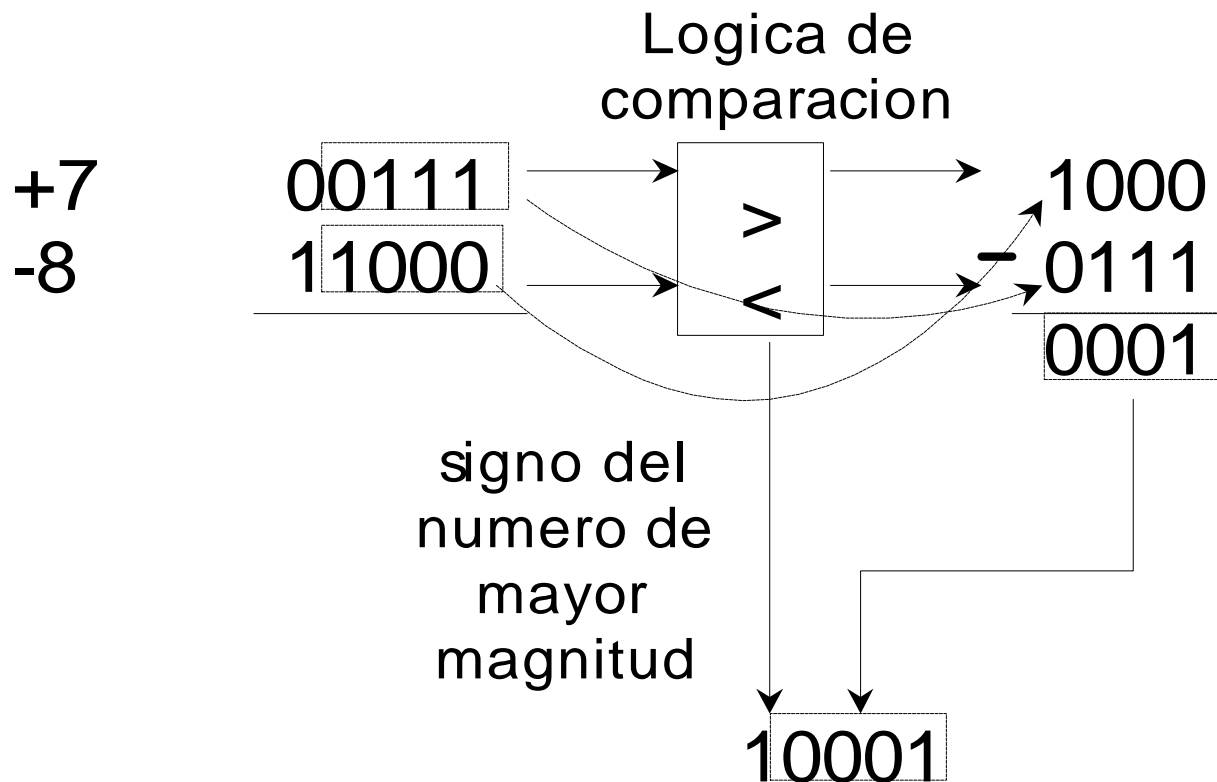 Logica de
comparacion
+7 00111 > 1000
-8 11000 < - 0111
0001
signo del
numero de
mayor
magnitud
10001